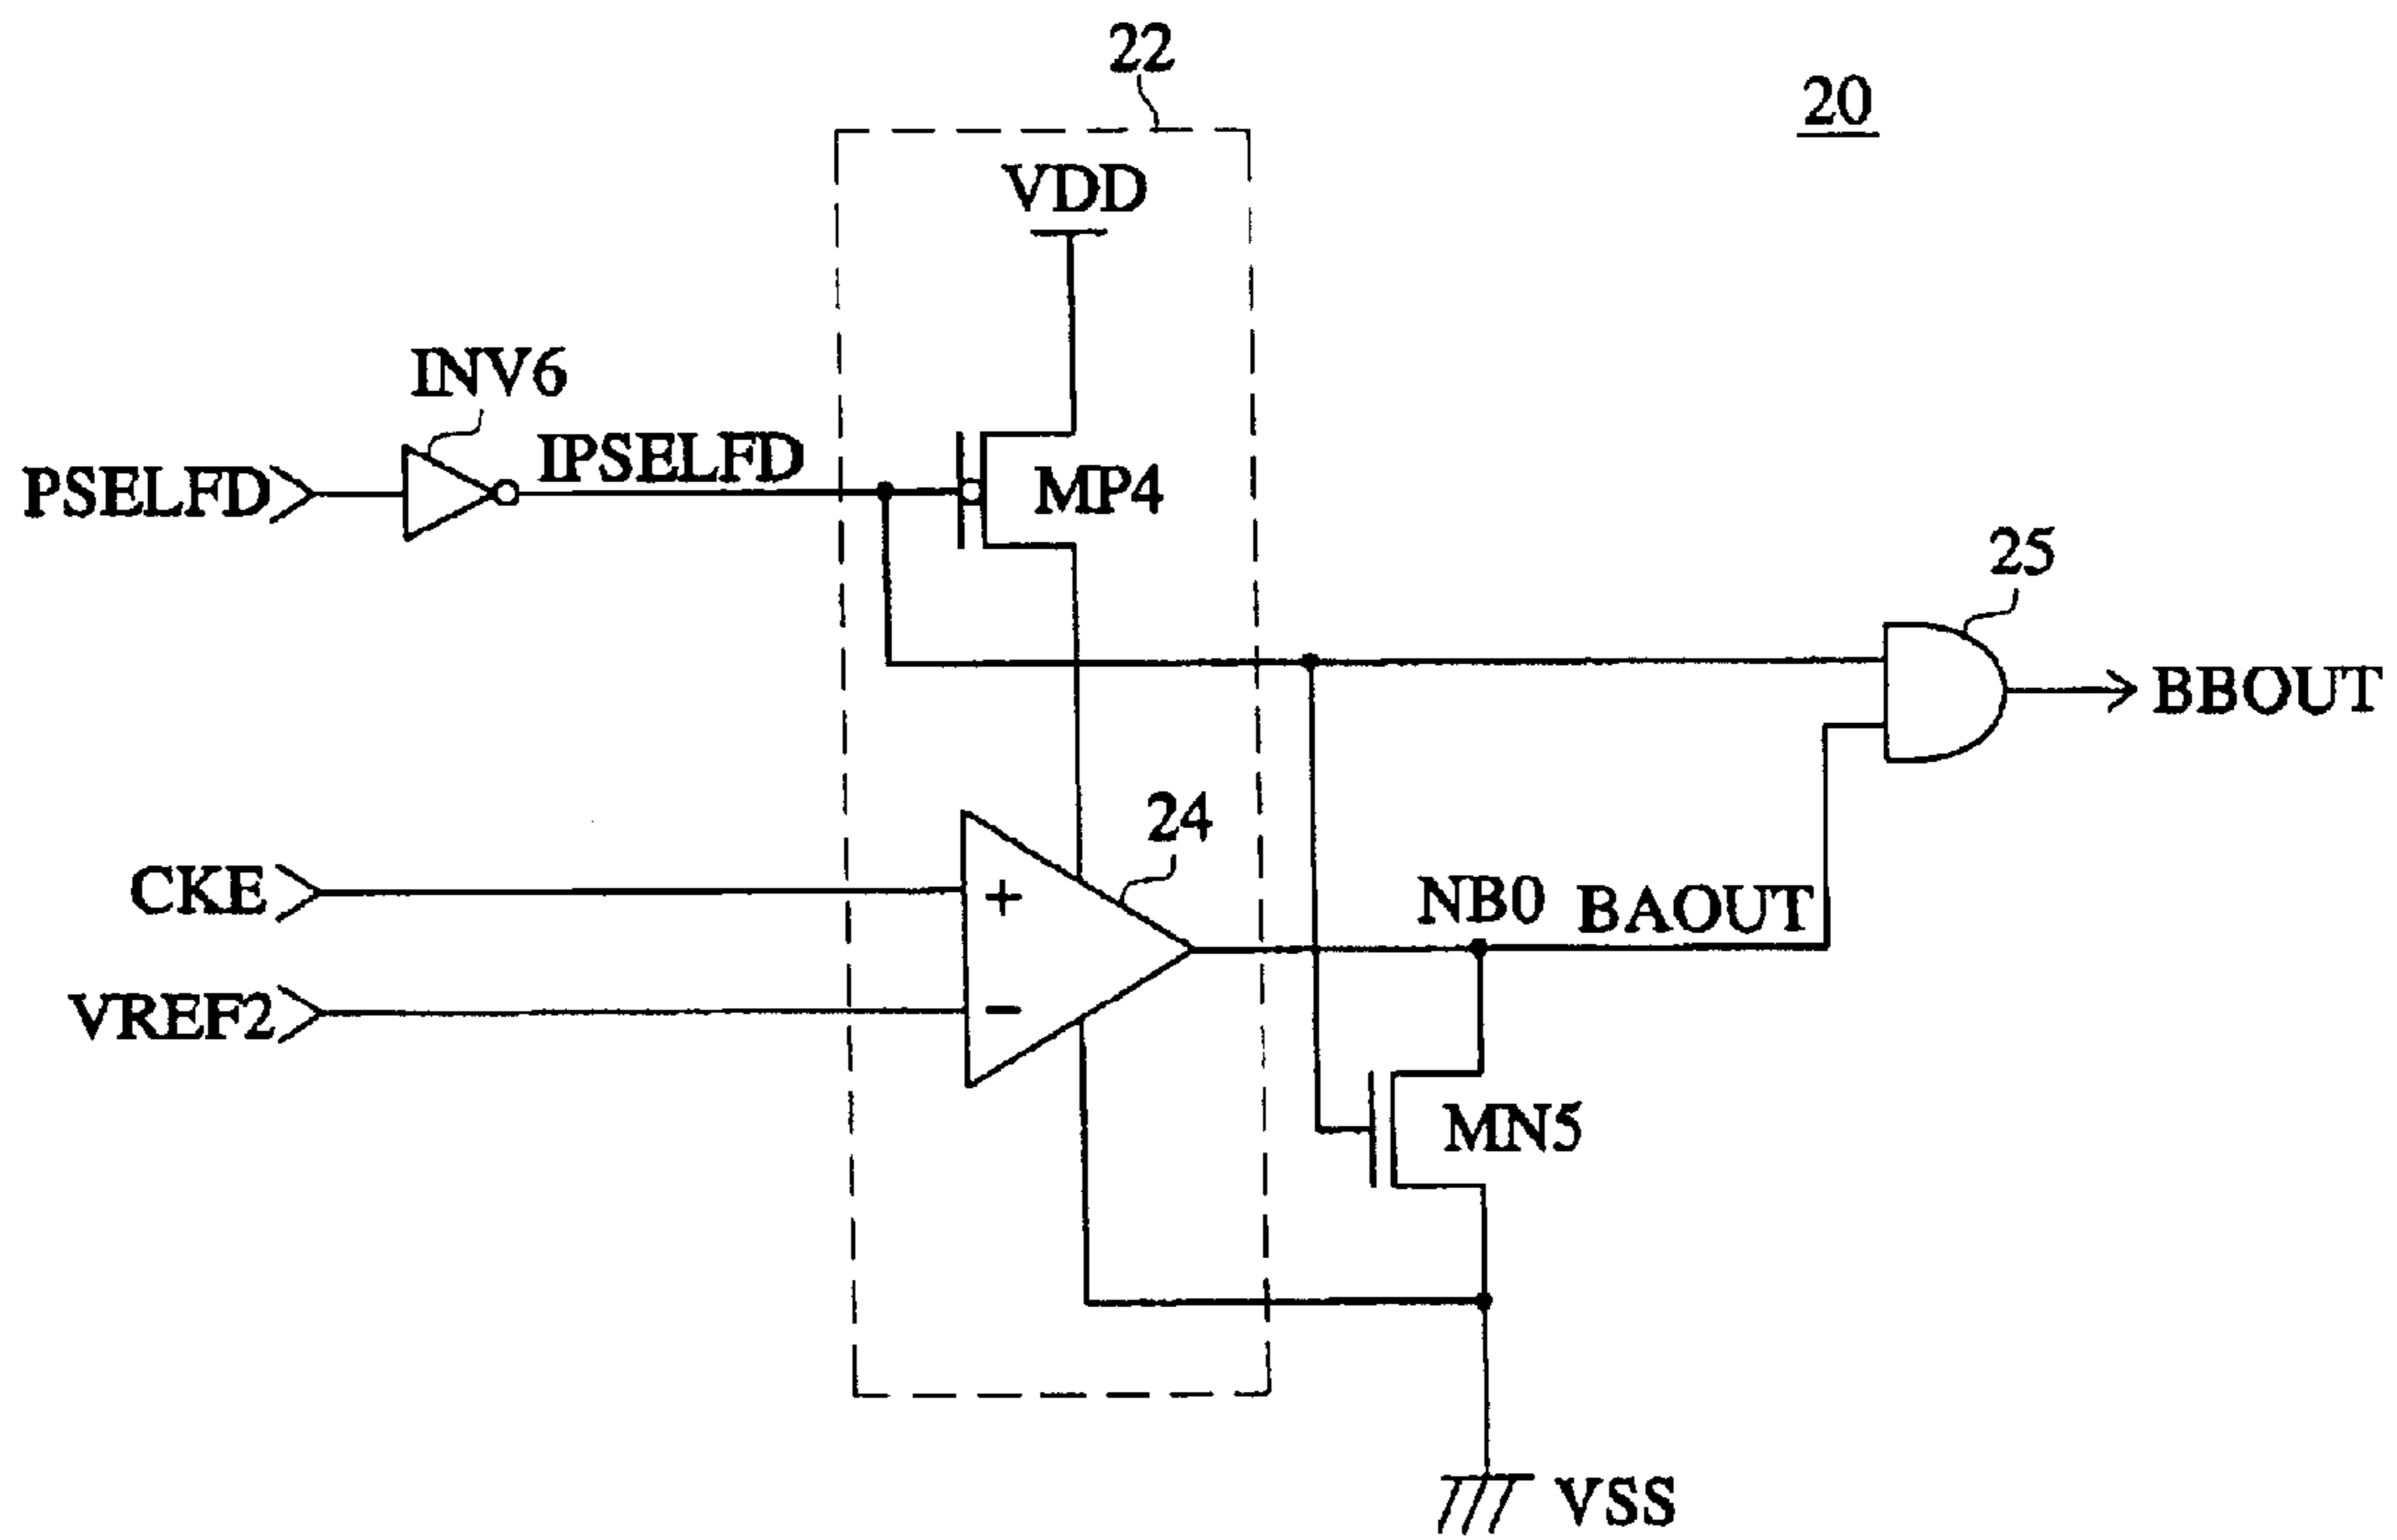 22
20
VDD
INV6
IPSELFD
PSELFD
MP4
25
BBOUT
24
CKE
+
NB0
BAOUT
VREF2
−
MN5
VSS